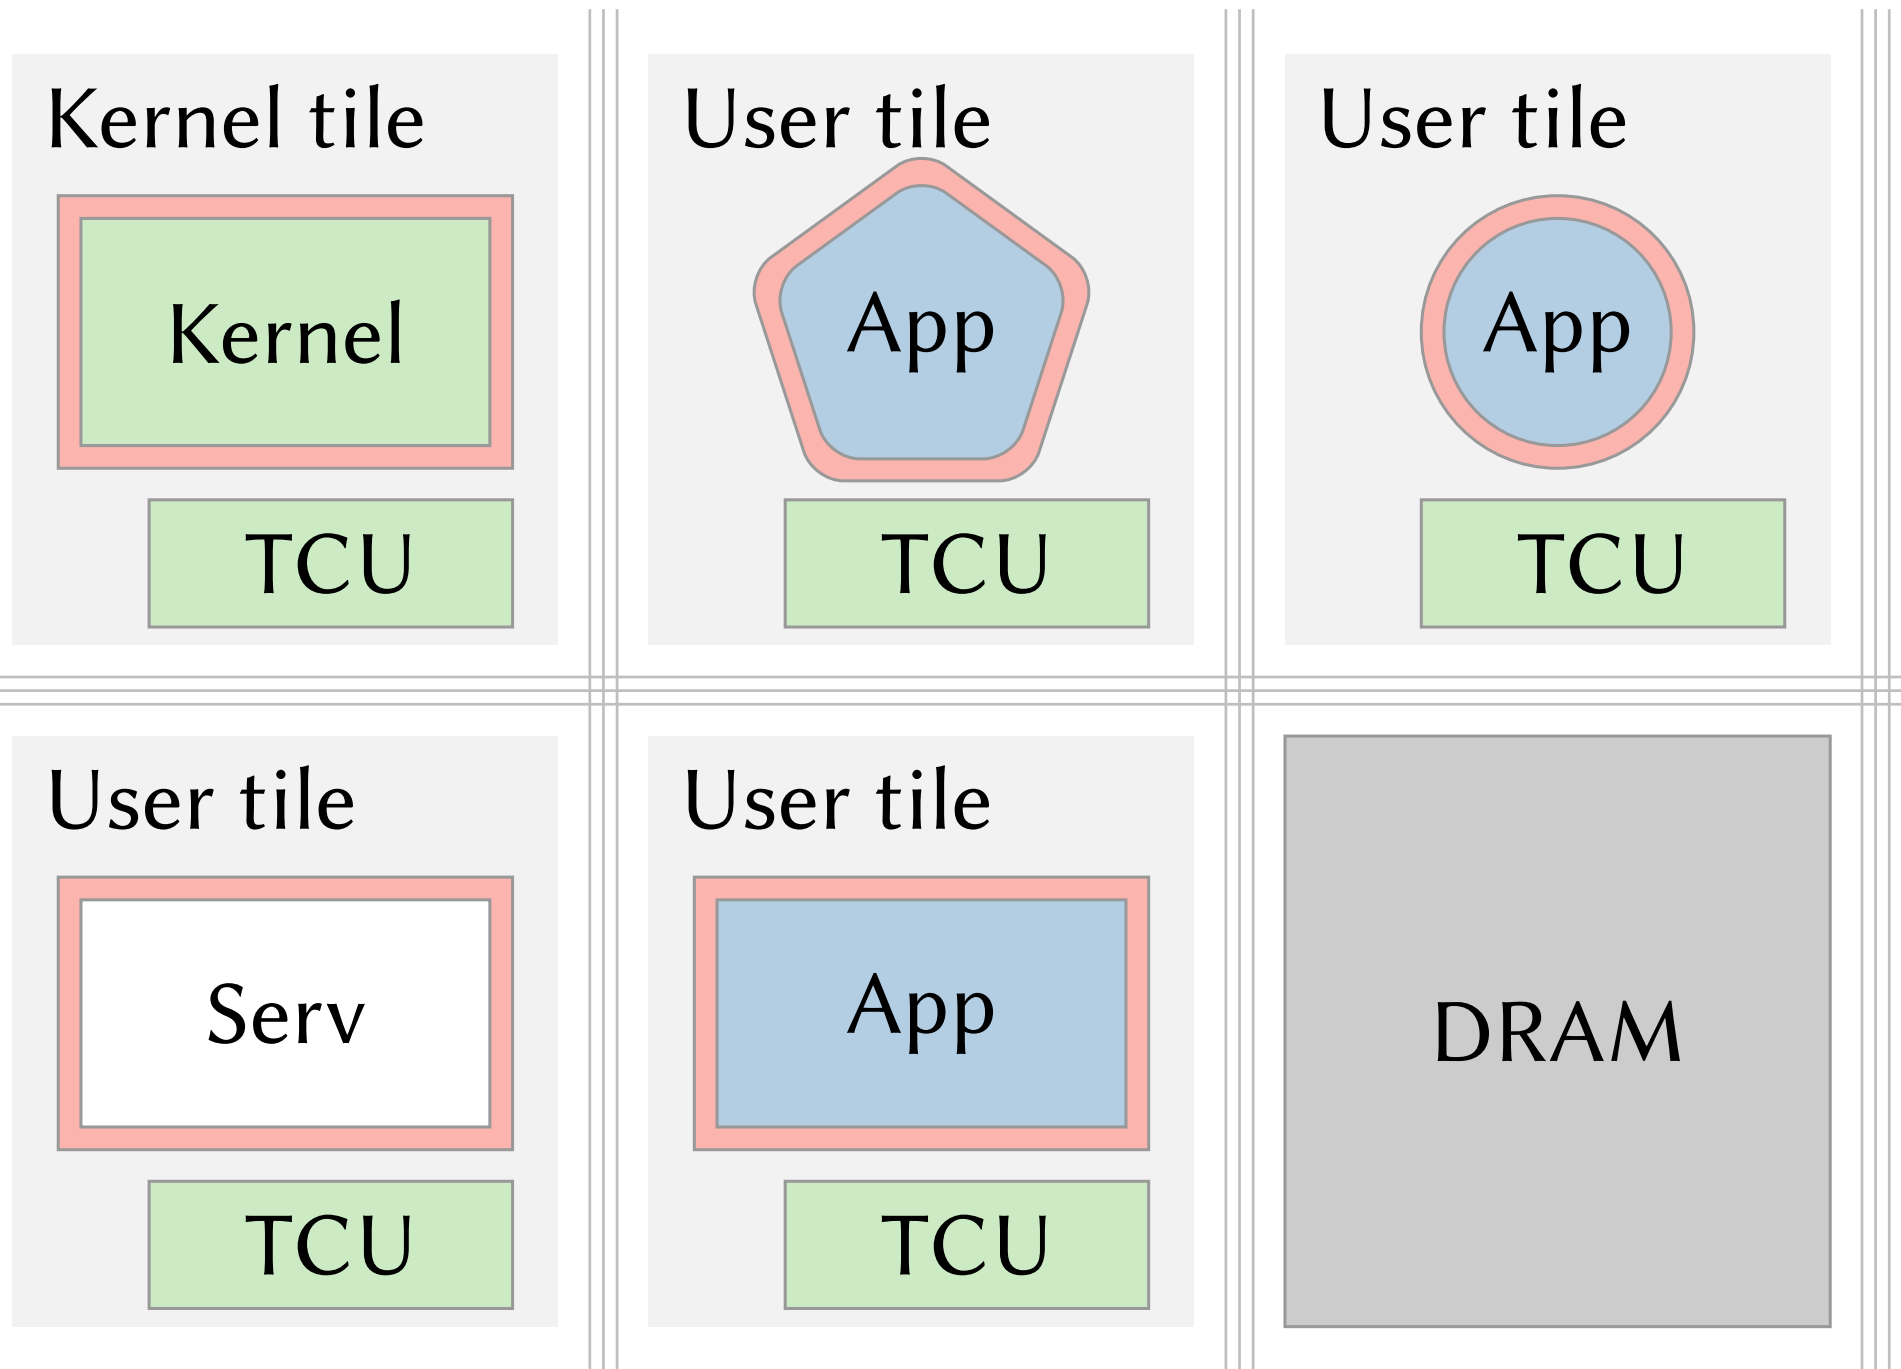 Kernel tile
Kernel
TCU
User tile
App
TCU
User tile
App
TCU
User tile
Serv
TCU
User tile
App
TCU
DRAM